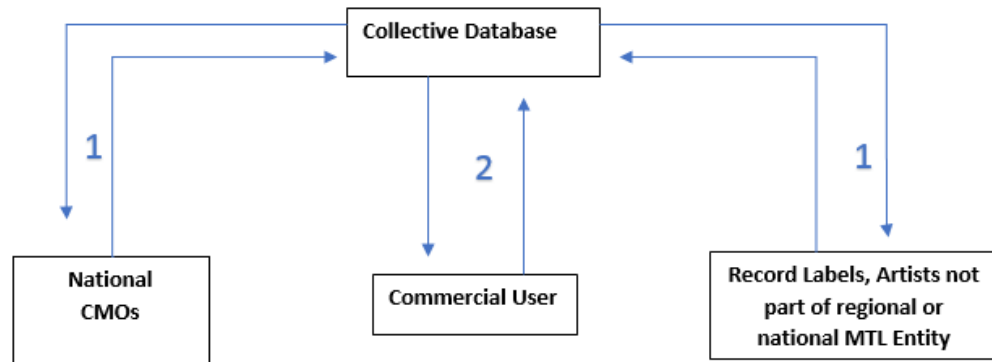 Collective Database
1
2
1
National
CMOs
Commercial User
Record Labels, Artists not
part of regional or
national MTL Entity